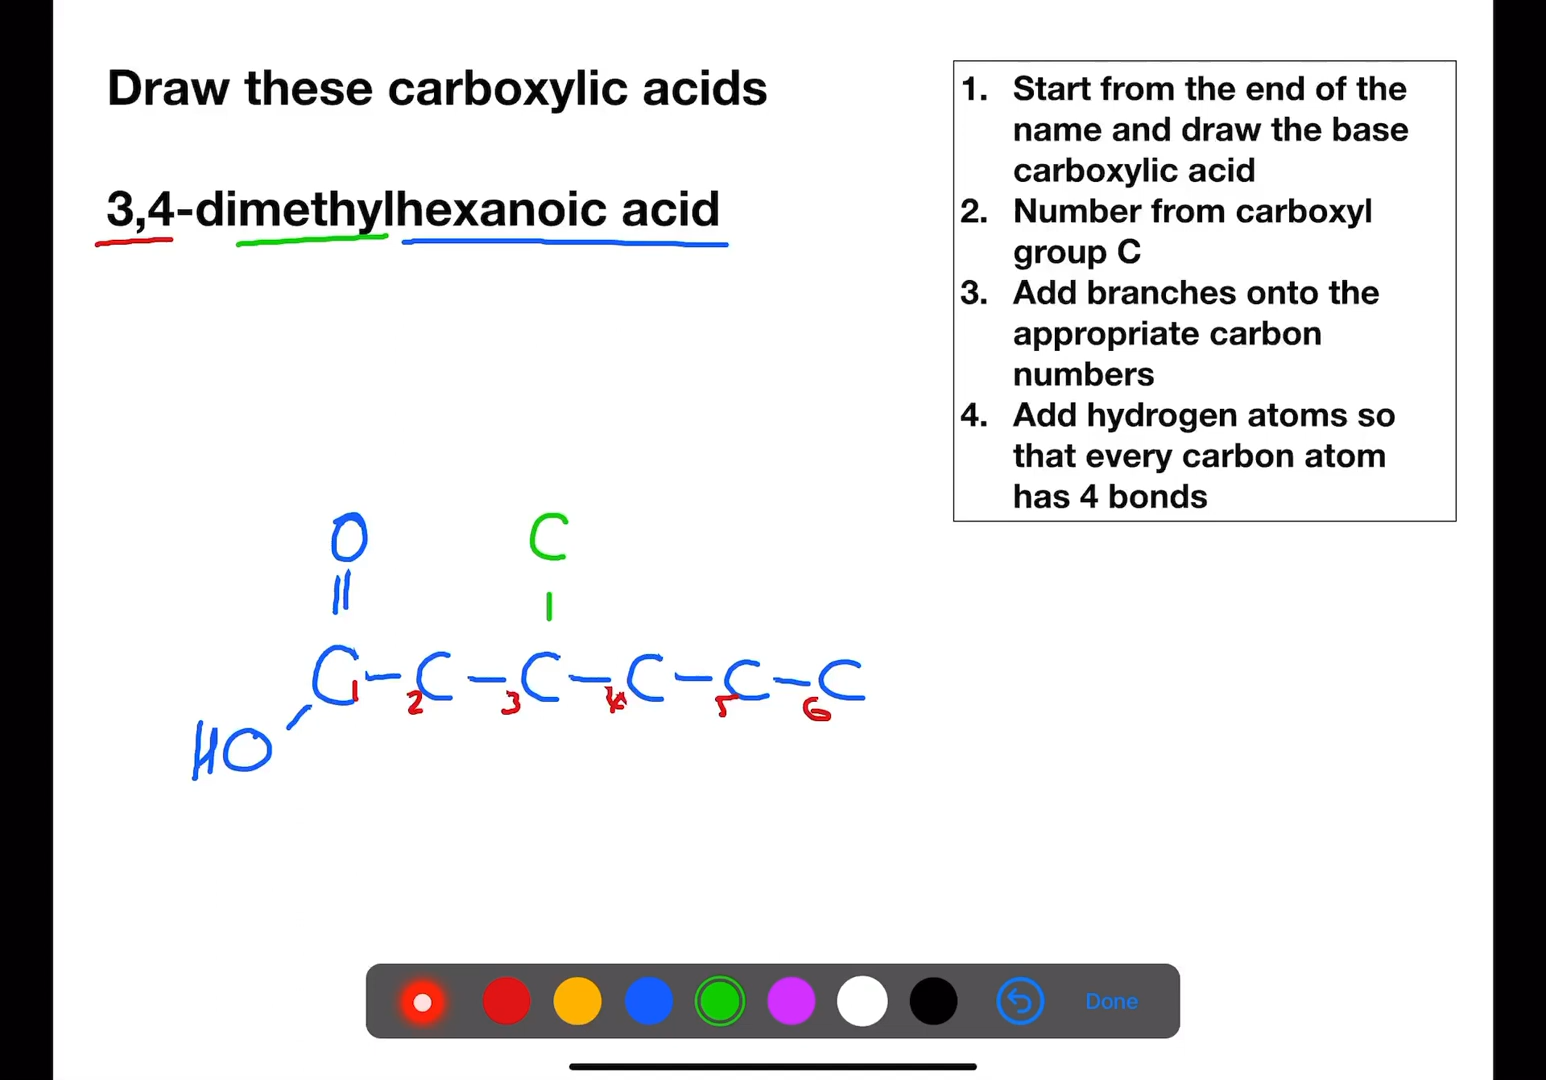 Draw these carboxylic acids
3,4-dimethylhexanoic acid
1. Start from the end of the
name and draw the base
carboxylic acid
2. Number from carboxyl
group C
3. Add branches onto the
appropriate carbon
numbers
4. Add hydrogen atoms so
that every carbon atom
has 4 bonds
O C
C C C C C C
1 2 3 4 5 6
HO
Done